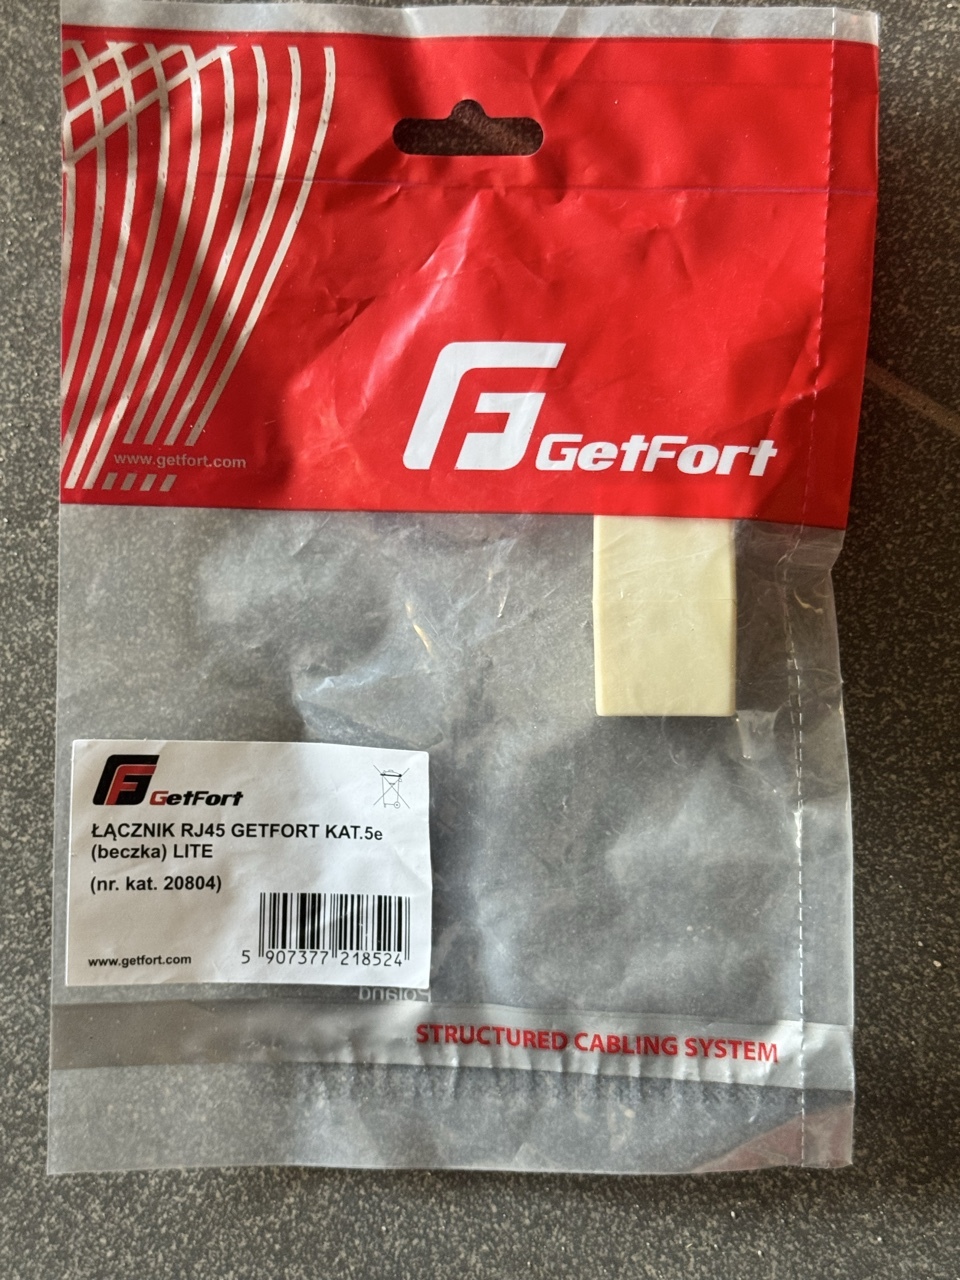 www.getfort.com
GetFort
GetFort
ŁĄCZNIK RJ45 GETFORT KAT.5e
(beczka) LITE
(nr. kat. 20804)
5 907377 218524
www.getfort.com
STRUCTURED CABLING SYSTEM